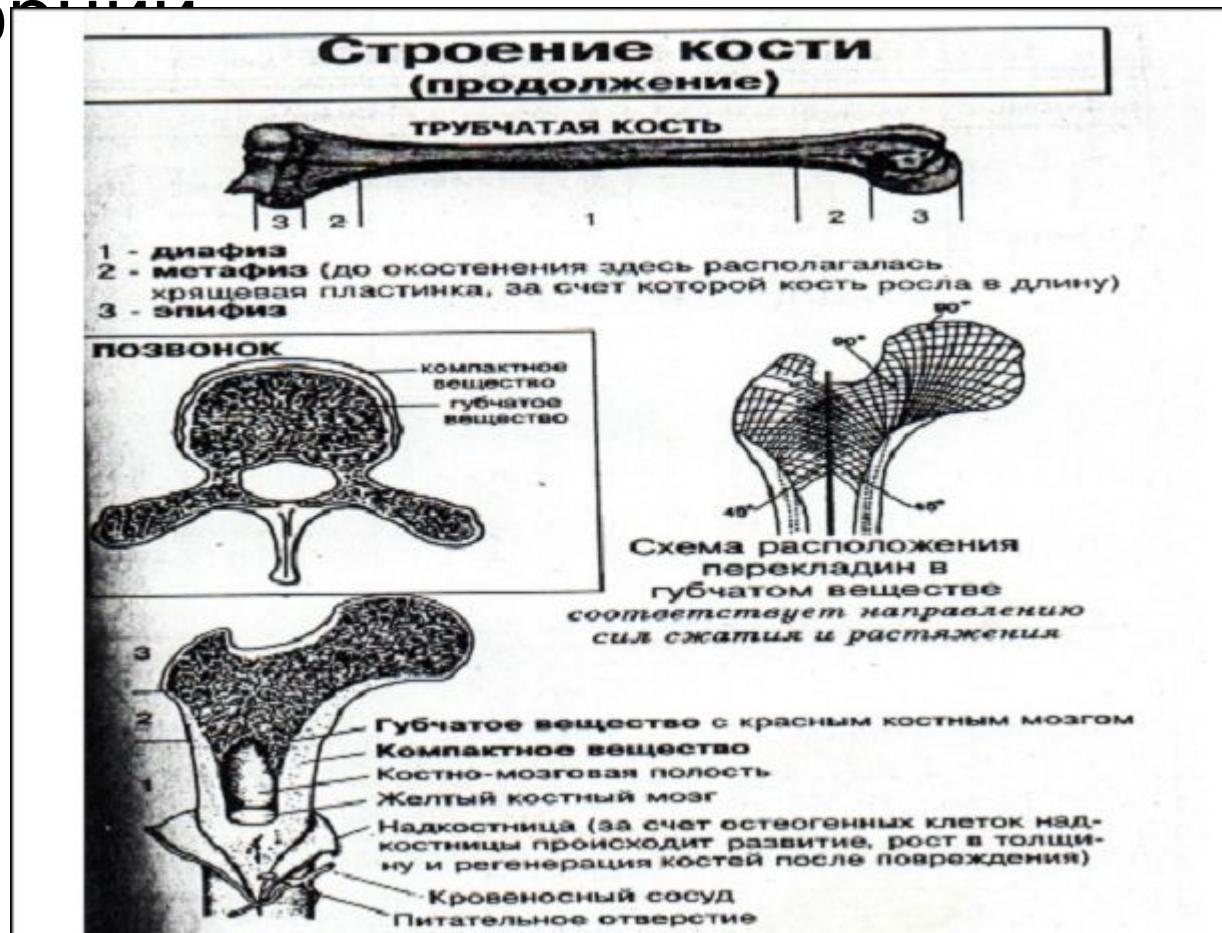 Строение кости
(продолжение)
ТРУБЧАТАЯ КОСТЬ
3 2 1 2 3
1 - диафиз
2 - метафиз (до окостенения здесь располагалась
хрящевая пластинка, за счет которой кость росла в длину)
3 - эпифиз
ПОЗВОНОК
компактное
вещество
губчатое
вещество
90°
90°
45°
45°
Схема расположения
перекладин в
губчатом веществе
соответствует направлению
сил сжатия и растяжения
3
2
1
Губчатое вещество с красным костным мозгом
Компактное вещество
Костно-мозговая полость
Желтый костный мозг
Надкостница (за счет остеогенных клеток над-
костницы происходит развитие, рост в толщи-
ну и регенерация костей после повреждения)
Кровеносный сосуд
Питательное отверстие